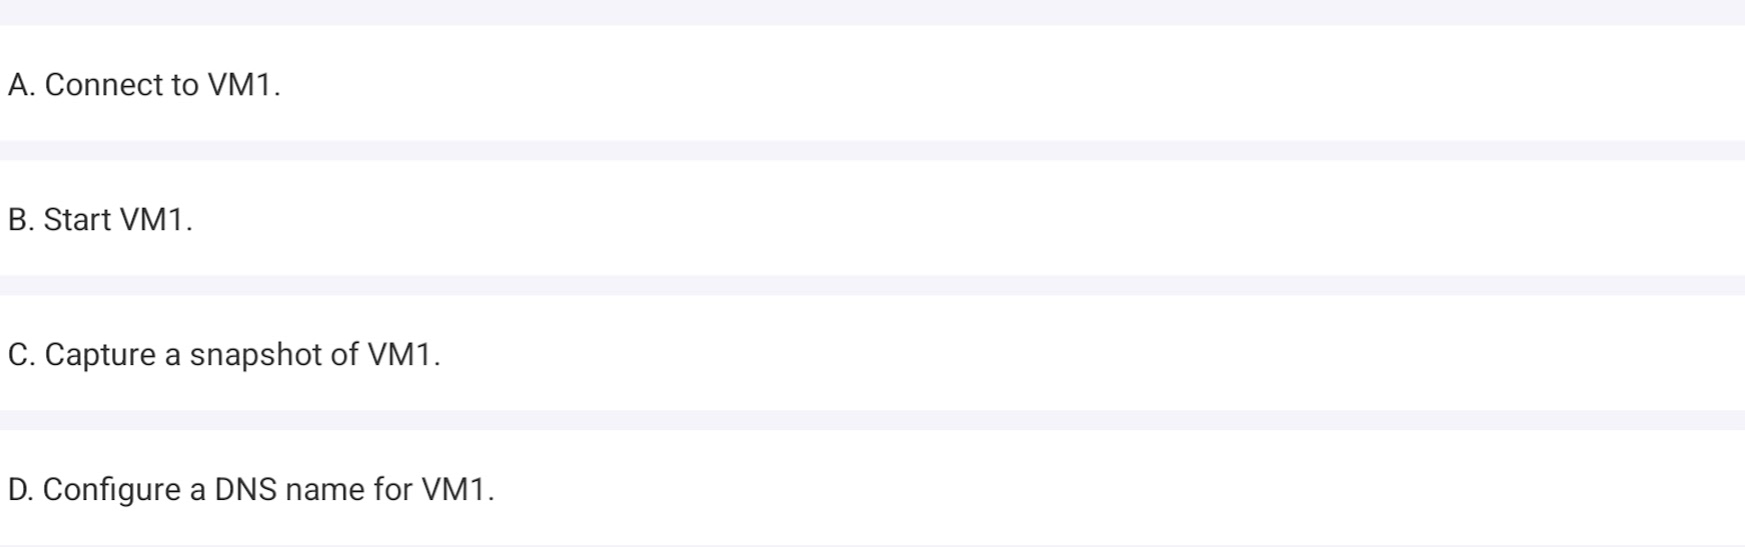 A. Connect to VM1.
B. Start VM1.
C. Capture a snapshot of VM1.
D. Configure a DNS name for VM1.